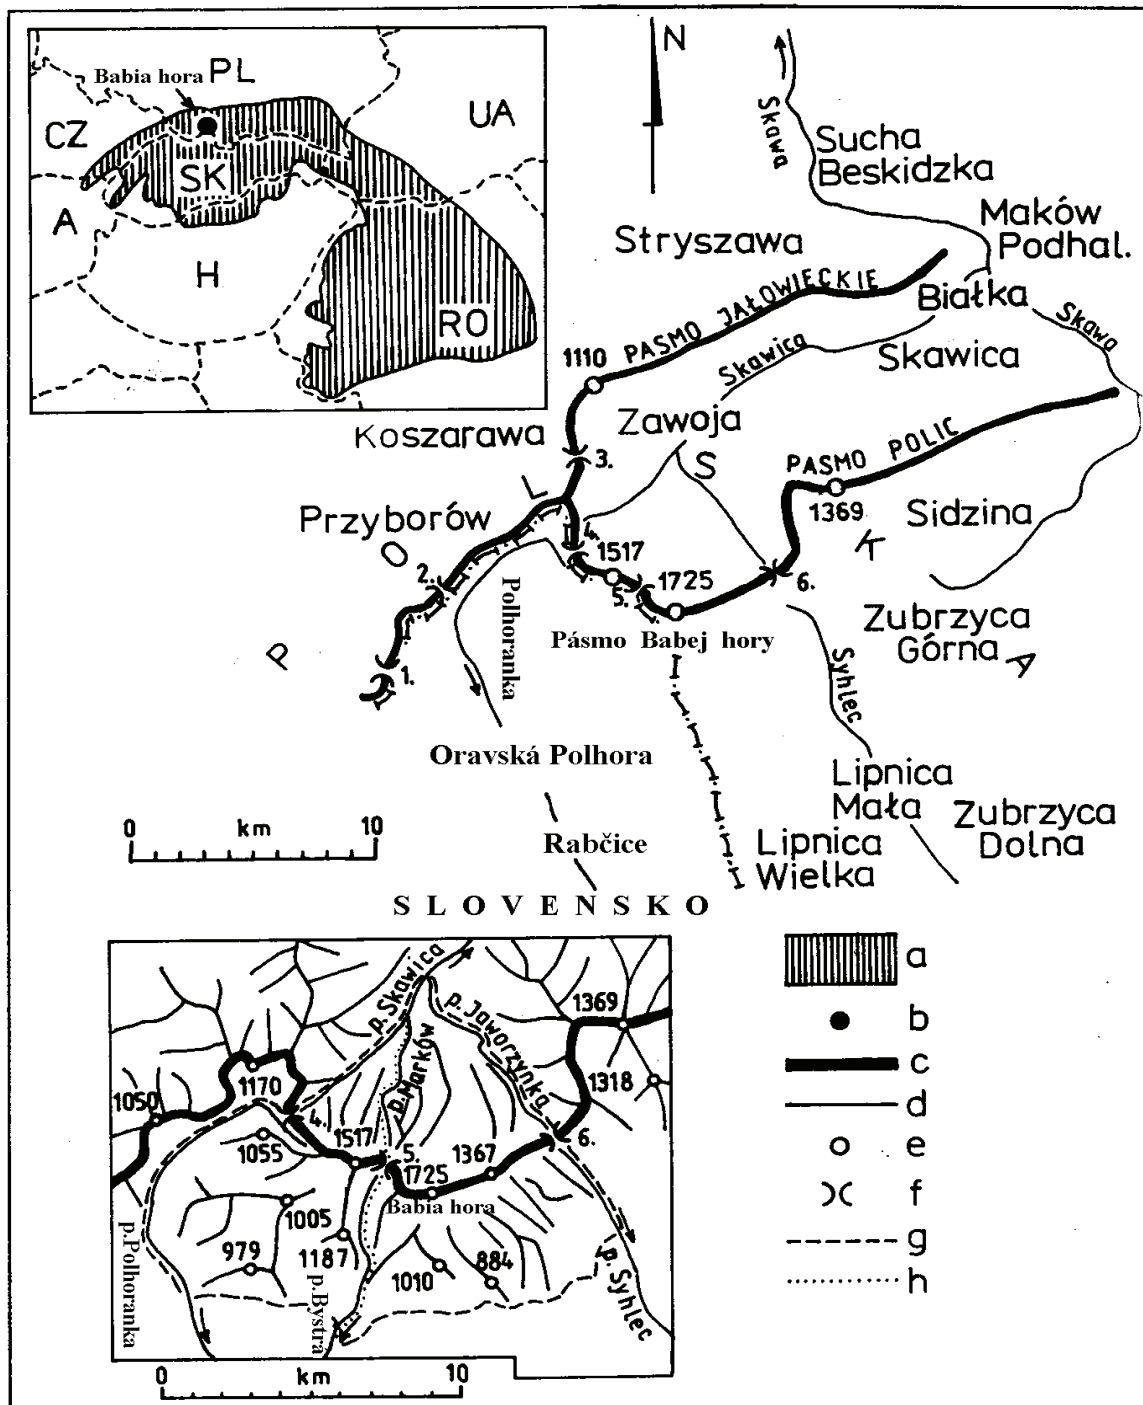 Babia hora
PL
CZ
UA
SK
A
H
RO
N
Skawa
Sucha
Beskidzka
Maków
Podhal.
Stryszawa
PASMO JAŁOWIECKIE
Białka
Skawa
1110
Skawica
Skawica
Koszarawa
Zawoja
3.
S
PASMO POLIC
L
1369
Sidzina
Przyborów
4.
K
O
1517
2.
1725
6.
5.
Polhoranka
Zubrzyca
Górna
Pásmo Babej hory
A
P
1.
Syhlec
Oravská Polhora
Lipnica
Mała
Zubrzyca
Dolna
0 km 10
Rabčice
Lipnica
Wielka
SLOVENSKO
a
b
c
d
e
f
g
h
p. Skawica
p. Jaworzynka
1369
p. Marków
1170
1318
1050
4.
6.
1055
1517
5.
1367
1725
Babia hora
1005
979
1187
1010
884
p.Polhoranka
p.Bystrá
p. Syhlec
0 km 10